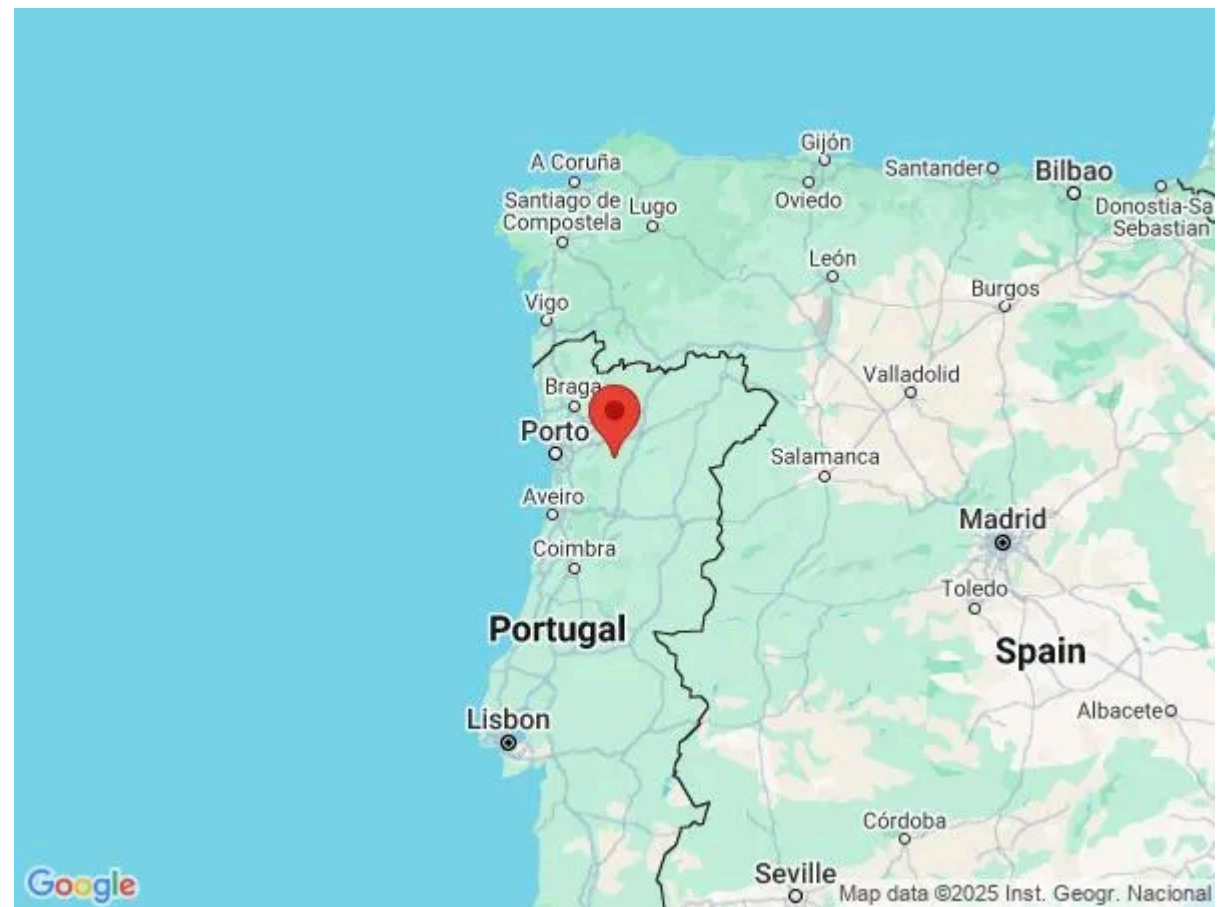 Gijón
A Coruña
Santander
Bilbao
Santiago de
Compostela
Lugo
Oviedo
Donostia-Sa
Sebastian
León
Burgos
Vigo
Valladolid
Braga
Porto
Salamanca
Aveiro
Madrid
Coimbra
Toledo
Portugal
Spain
Lisbon
Albacete
Córdoba
Seville
Google
Map data ©2025 Inst. Geogr. Nacional